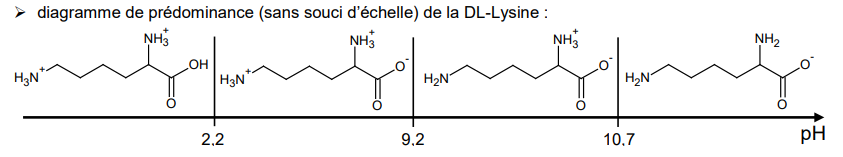 ➢ diagramme de prédominance (sans souci d'échelle) de la DL-Lysine :
H₃N⁺ NH₃⁺ OH O
H₃N⁺ NH₃⁺ O⁻ O
H₂N NH₃⁺ O⁻ O
H₂N NH₂ O⁻ O
2,2 9,2 10,7 pH